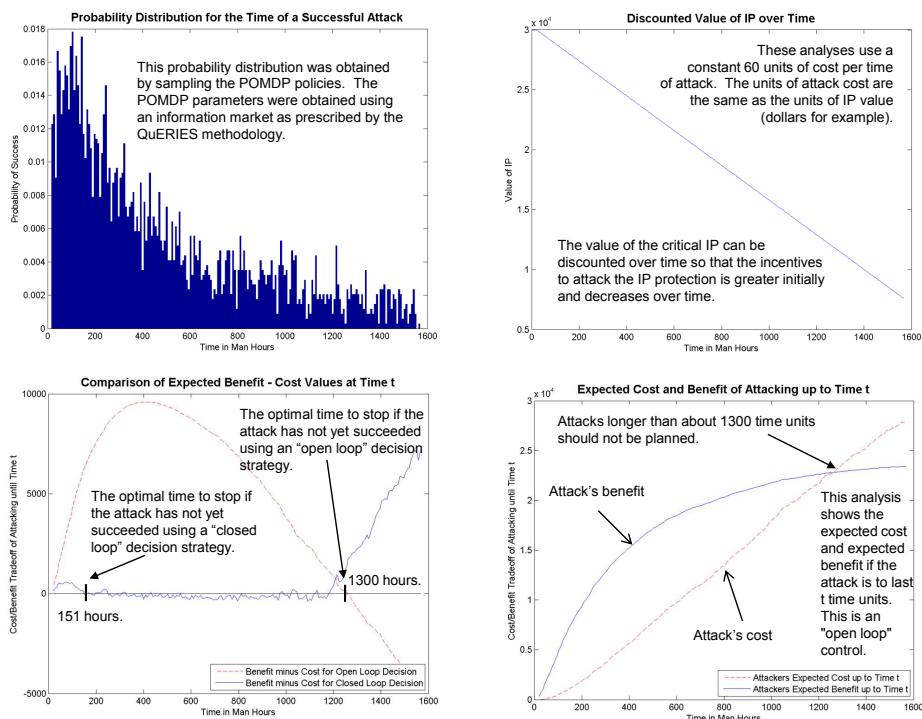 Probability Distribution for the Time of a Successful Attack
0.018
0.016
0.014
0.012
0.01
0.008
0.006
0.004
0.002
0
Probability of Success
This probability distribution was obtained
by sampling the POMDP policies. The
POMDP parameters were obtained using
an information market as prescribed by the
QuERIES methodology.
0 200 400 600 800 1000 1200 1400 1600
Time in Man Hours
Discounted Value of IP over Time
x 10^4
3
2.5
2
1.5
1
0.5
Value of IP
These analyses use a
constant 60 units of cost per time
of attack. The units of attack cost are
the same as the units of IP value
(dollars for example).
The value of the critical IP can be
discounted over time so that the incentives
to attack the IP protection is greater initially
and decreases over time.
0 200 400 600 800 1000 1200 1400 1600
Time in Man Hours
Comparison of Expected Benefit - Cost Values at Time t
10000
5000
0
-5000
Cost/Benefit Tradeoff of Attacking until Time t
The optimal time to stop if the
attack has not yet succeeded
using an “open loop” decision
strategy.
The optimal time to stop if
the attack has not yet
succeeded using a “closed
loop” decision strategy.
1300 hours.
151 hours.
Benefit minus Cost for Open Loop Decision
Benefit minus Cost for Closed Loop Decision
0 200 400 600 800 1000 1200 1400 1600
Time in Man Hours
Expected Cost and Benefit of Attacking up to Time t
x 10^4
3
2.5
2
1.5
1
0.5
0
Cost/Benefit Tradeoff of Attacking until Time t
Attacks longer than about 1300 time units
should not be planned.
Attack’s benefit
Attack’s cost
This analysis
shows the
expected cost
and expected
benefit if the
attack is to last
t time units.
This is an
"open loop"
control.
Attackers Expected Cost up to Time t
Attackers Expected Benefit up to Time t
0 200 400 600 800 1000 1200 1400 1600
Time in Man Hours